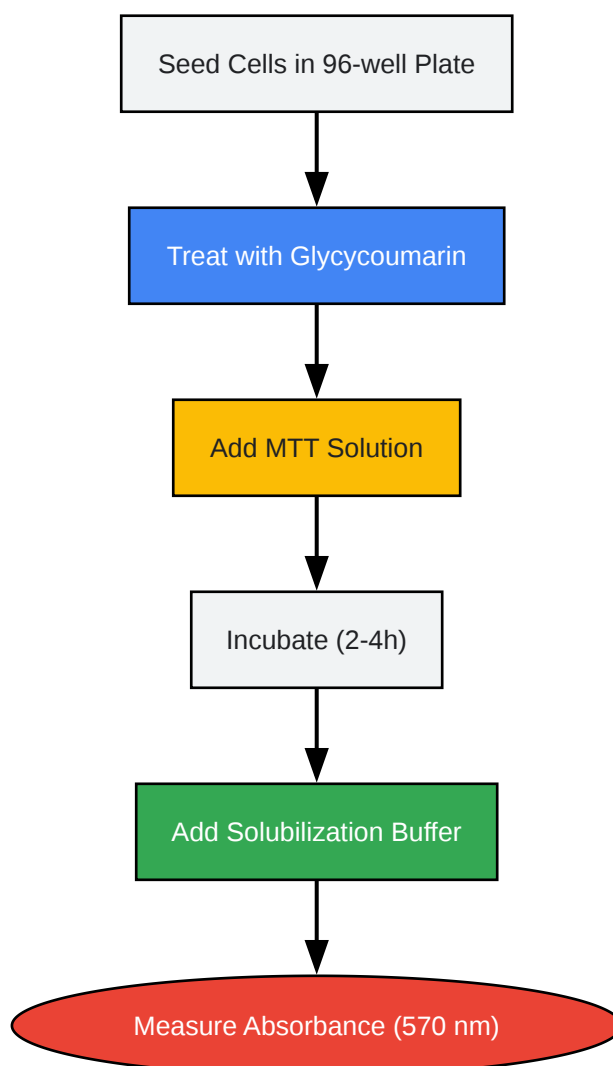 Seed Cells in 96-well Plate
Treat with Glycycoumarin
Add MTT Solution
Incubate (2-4h)
Add Solubilization Buffer
Measure Absorbance (570 nm)